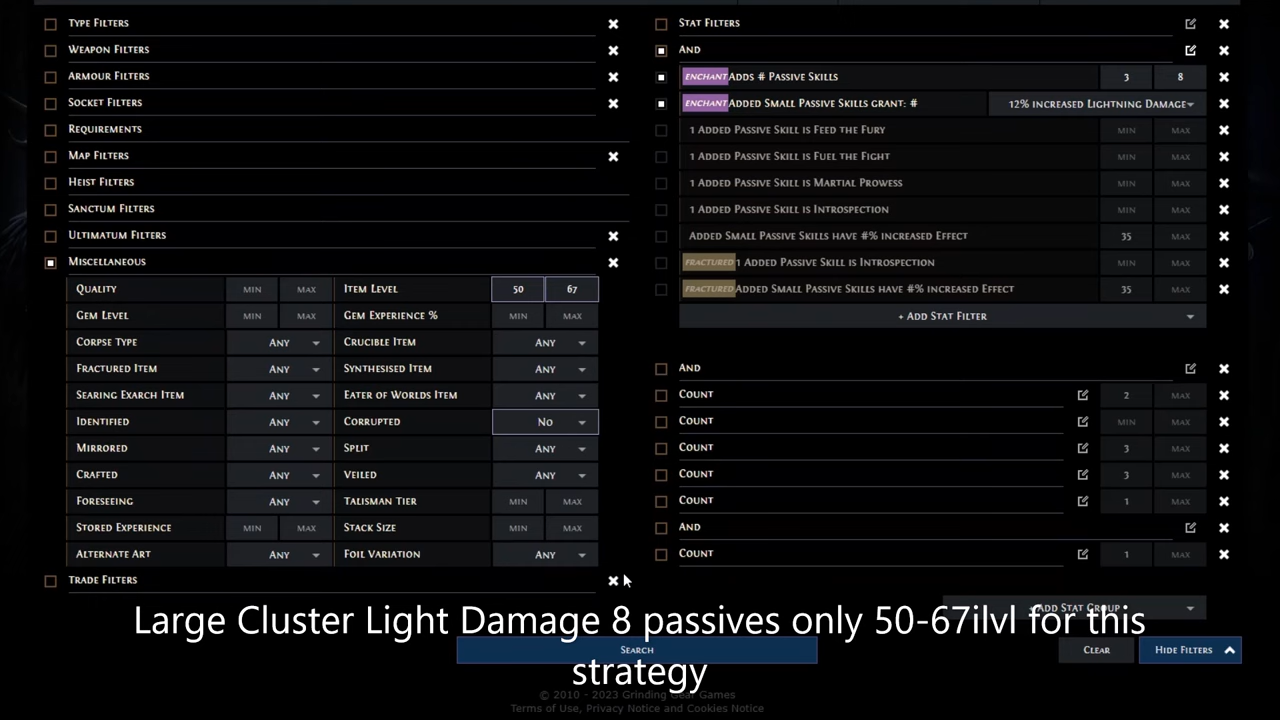 Type Filters
Weapon Filters
Armour Filters
Socket Filters
Requirements
Map Filters
Heist Filters
Sanctum Filters
Ultimatum Filters
Miscellaneous
Quality MIN MAX Item Level 50 67
Gem Level MIN MAX Gem Experience % MIN MAX
Corpse Type Any Crucible Item Any
Fractured Item Any Synthesised Item Any
Searing Exarch Item Any Eater of Worlds Item Any
Identified Any Corrupted No
Mirrored Any Split Any
Crafted Any Veiled Any
Foreseeing Any Talisman Tier MIN MAX
Stored Experience MIN MAX Stack Size MIN MAX
Alternate Art Any Foil Variation Any
Trade Filters
Stat Filters
And
ENCHANT Adds # Passive Skills 3 8
ENCHANT Added Small Passive Skills grant: # 12% increased Lightning Damage
1 Added Passive Skill is Feed the Fury MIN MAX
1 Added Passive Skill is Fuel the Fight MIN MAX
1 Added Passive Skill is Martial Prowess MIN MAX
1 Added Passive Skill is Introspection MIN MAX
Added Small Passive Skills have #% increased Effect 35 MAX
FRACTURED 1 Added Passive Skill is Introspection MIN MAX
FRACTURED Added Small Passive Skills have #% increased Effect 35 MAX
+ Add Stat Filter
And
Count 2 MAX
Count MIN MAX
Count 3 MAX
Count 3 MAX
Count 1 MAX
And
Count 1 MAX
+ Add Stat Group
Large Cluster Light Damage 8 passives only 50-67ilvl for this
strategy
Search
Clear
Hide Filters
© 2010 - 2023 Grinding Gear Games
Terms of Use, Privacy Notice and Cookies Notice